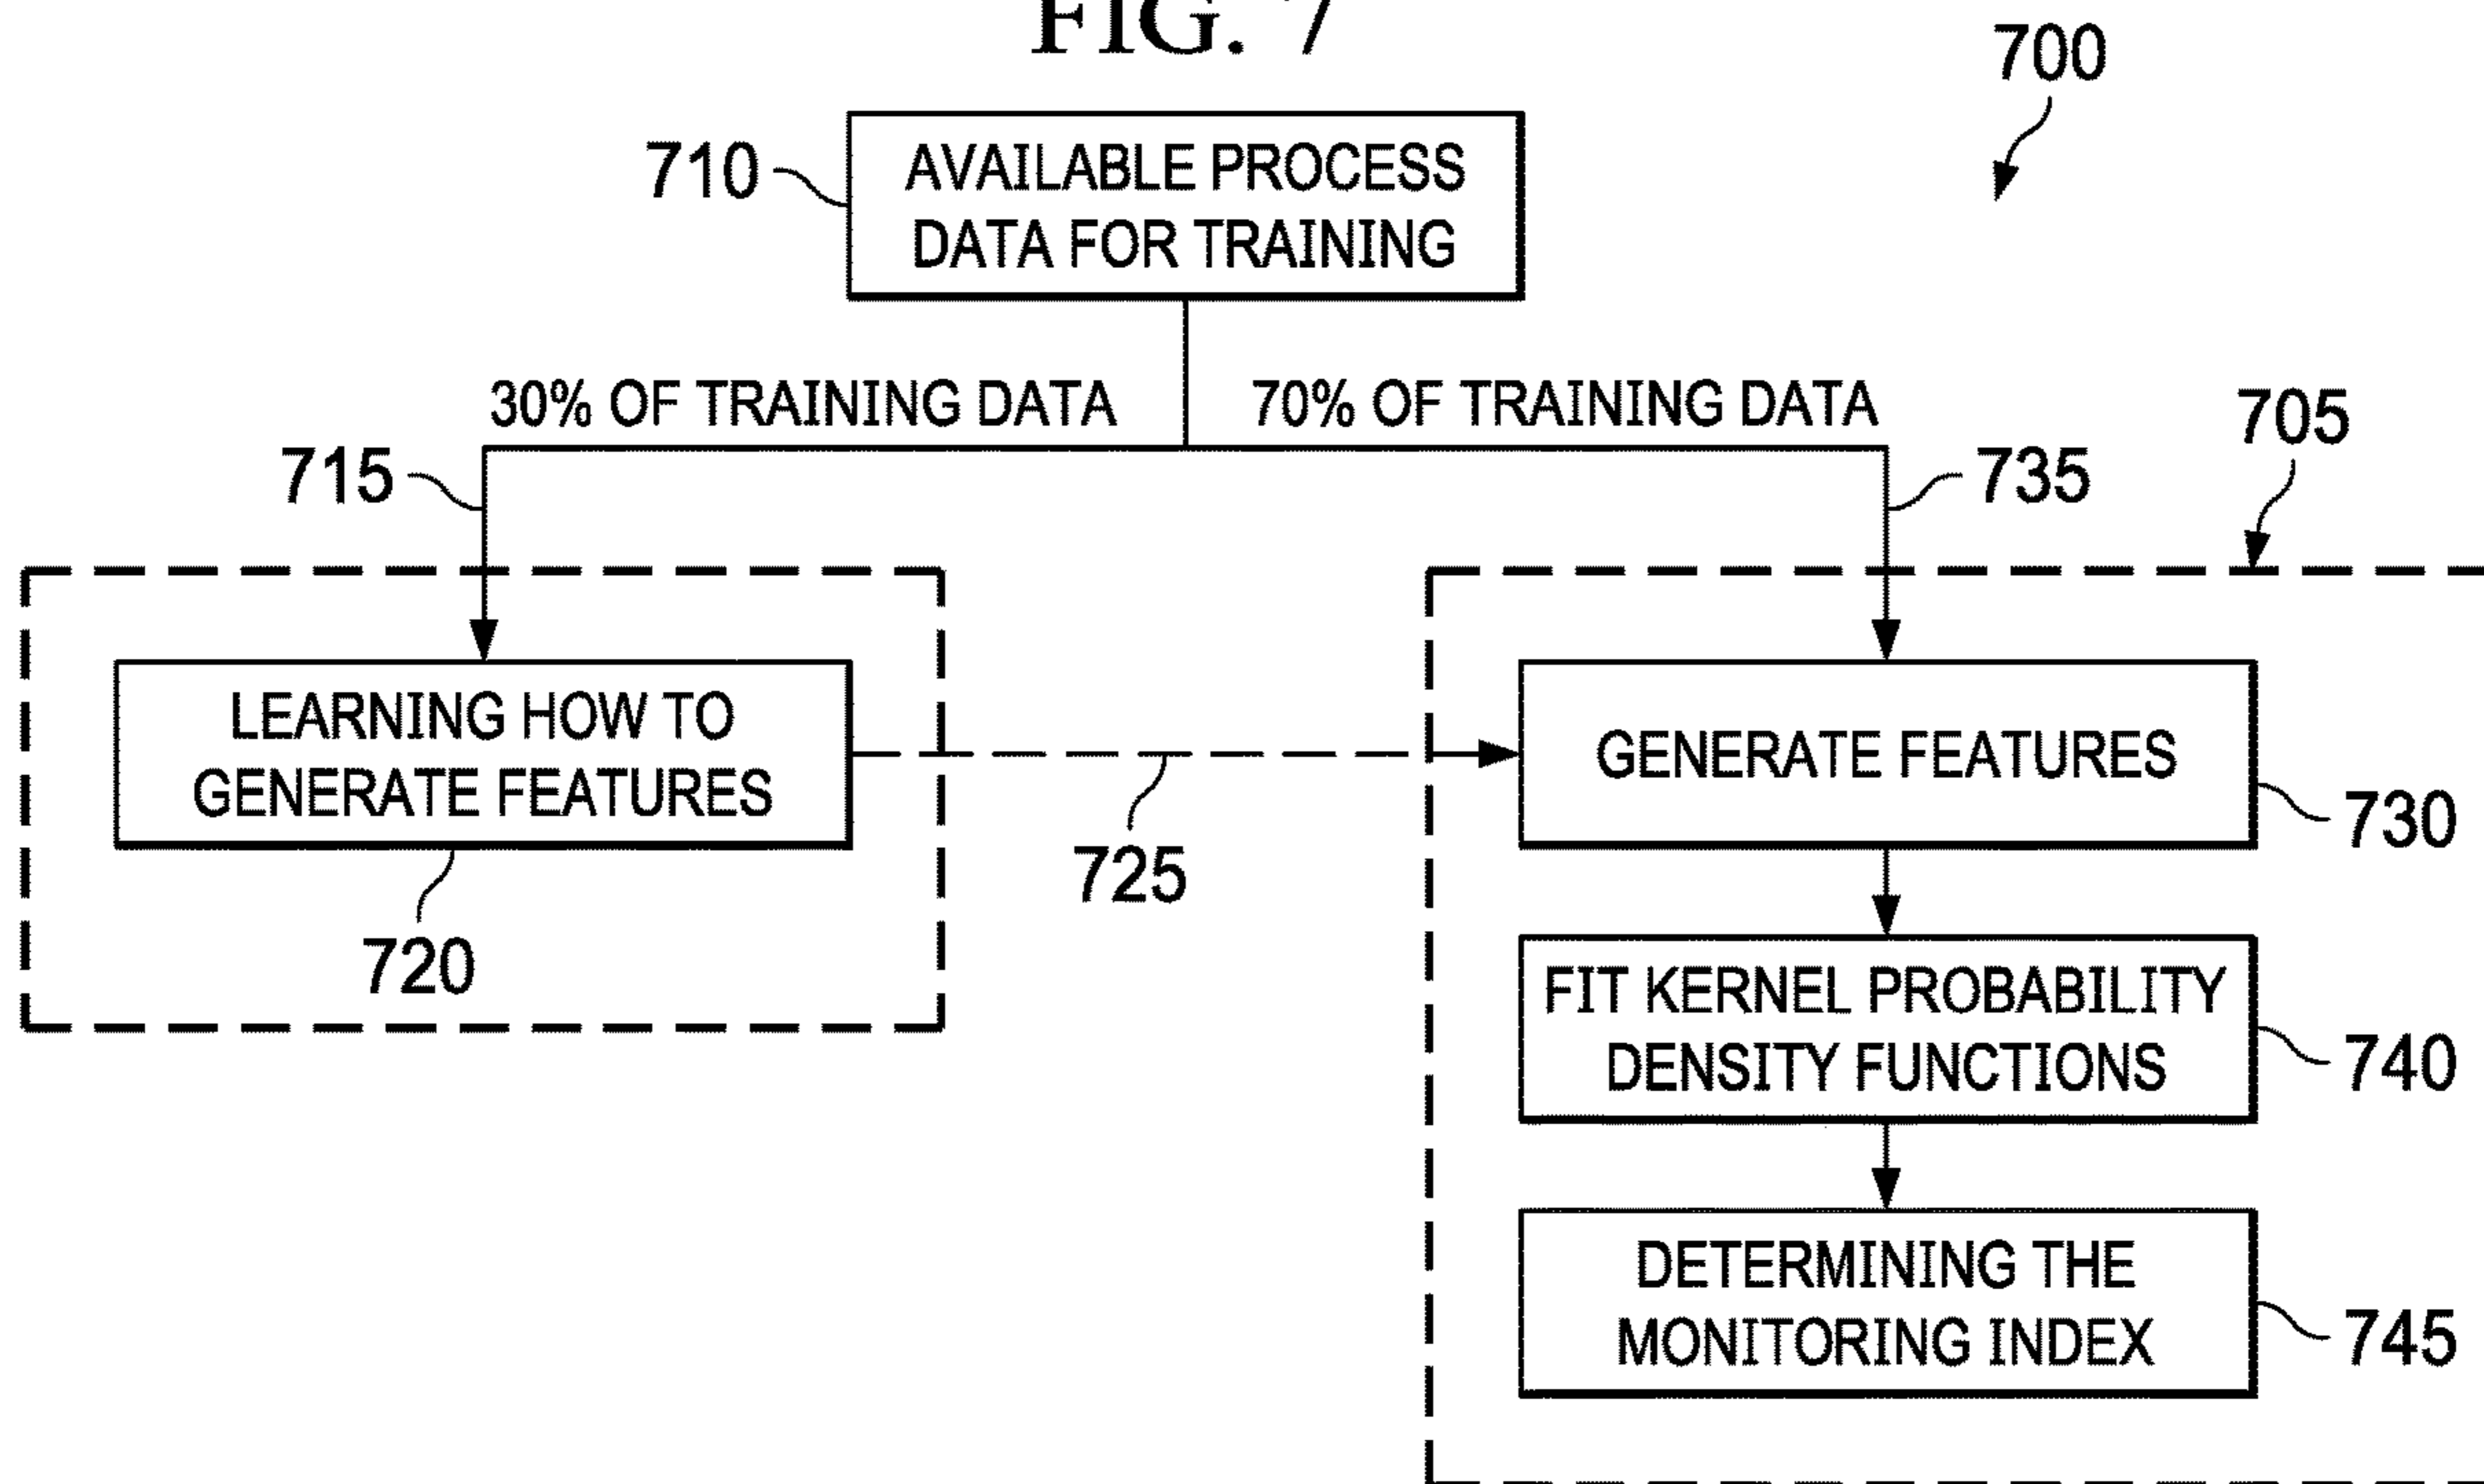 FIG. 7
700
710
AVAILABLE PROCESS
DATA FOR TRAINING
30% OF TRAINING DATA
70% OF TRAINING DATA
705
715
735
LEARNING HOW TO
GENERATE FEATURES
GENERATE FEATURES
730
725
720
FIT KERNEL PROBABILITY
DENSITY FUNCTIONS
740
DETERMINING THE
MONITORING INDEX
745